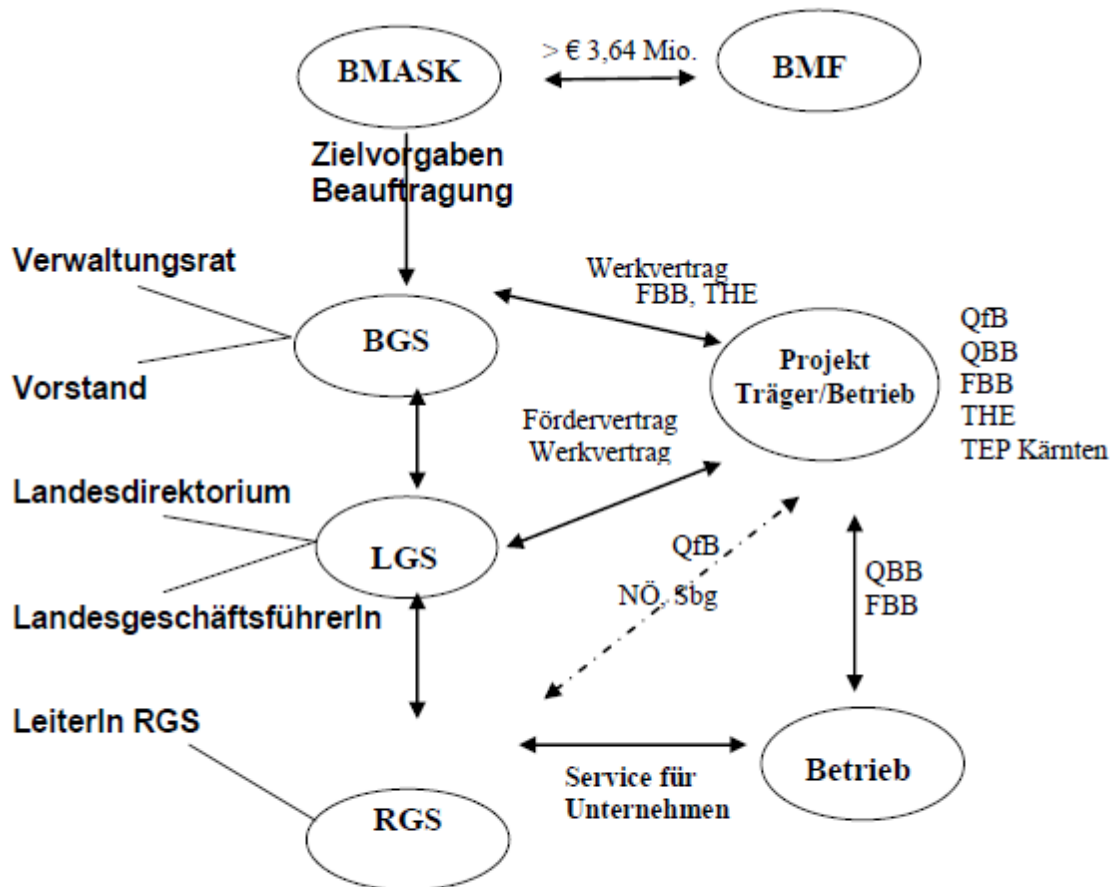 > € 3,64 Mio.
BMASK
BMF
Zielvorgaben
Beauftragung
Verwaltungsrat
Werkvertrag
FBB, THE
BGS
Vorstand
Projekt
Träger/Betrieb
QfB
QBB
FBB
THE
TEP Kärnten
Fördervertrag
Werkvertrag
Landesdirektorium
LGS
LandesgeschäftsführerIn
QfB
NÖ, Sbg
QBB
FBB
LeiterIn RGS
Service für
Unternehmen
Betrieb
RGS